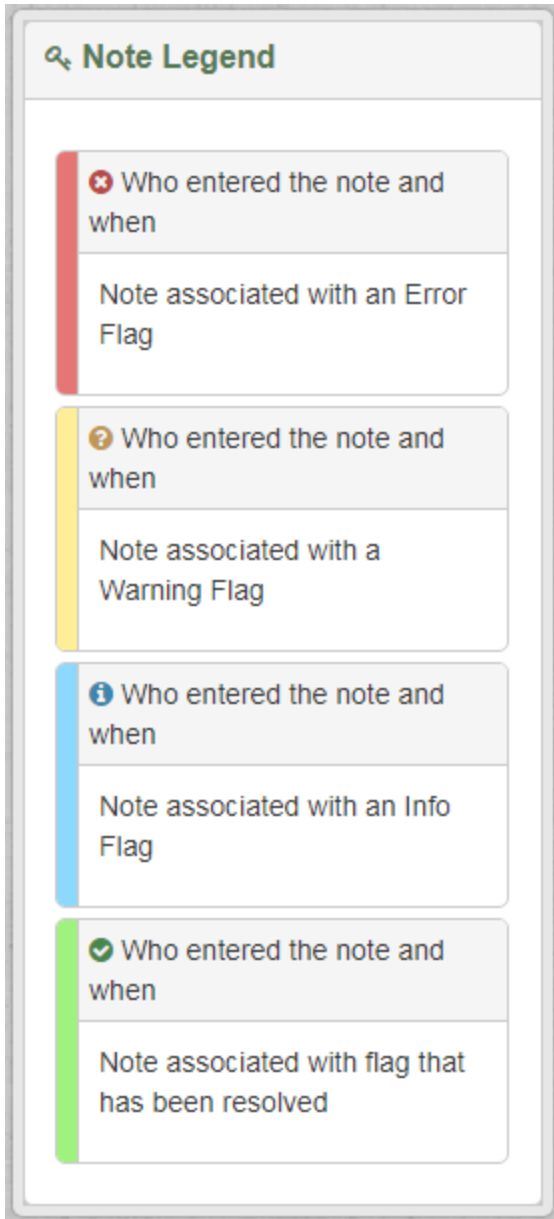 Note Legend
Who entered the note and
when
Note associated with an Error
Flag
Who entered the note and
when
Note associated with a
Warning Flag
Who entered the note and
when
Note associated with an Info
Flag
Who entered the note and
when
Note associated with flag that
has been resolved